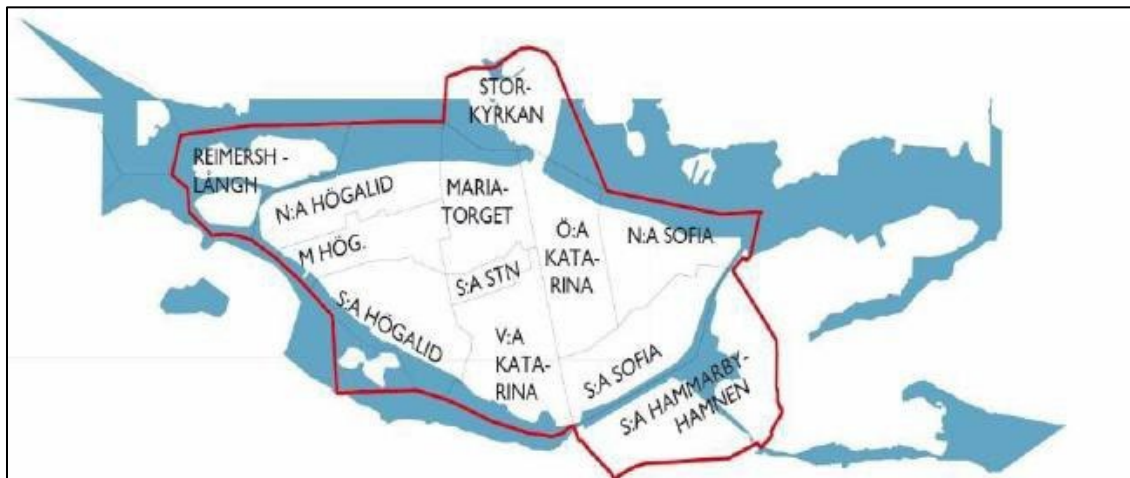 STOR-
KYRKAN
REIMERSH -
LÅNGH
N:A HÖGALID
MARIA-
TORGET
M HÖG.
Ö:A
KATA-
RINA
N:A SOFIA
S:A STN
S:A HÖGALID
V:A
KATA-
RINA
S:A SOFIA
S:A HAMMARBY-
HAMNEN